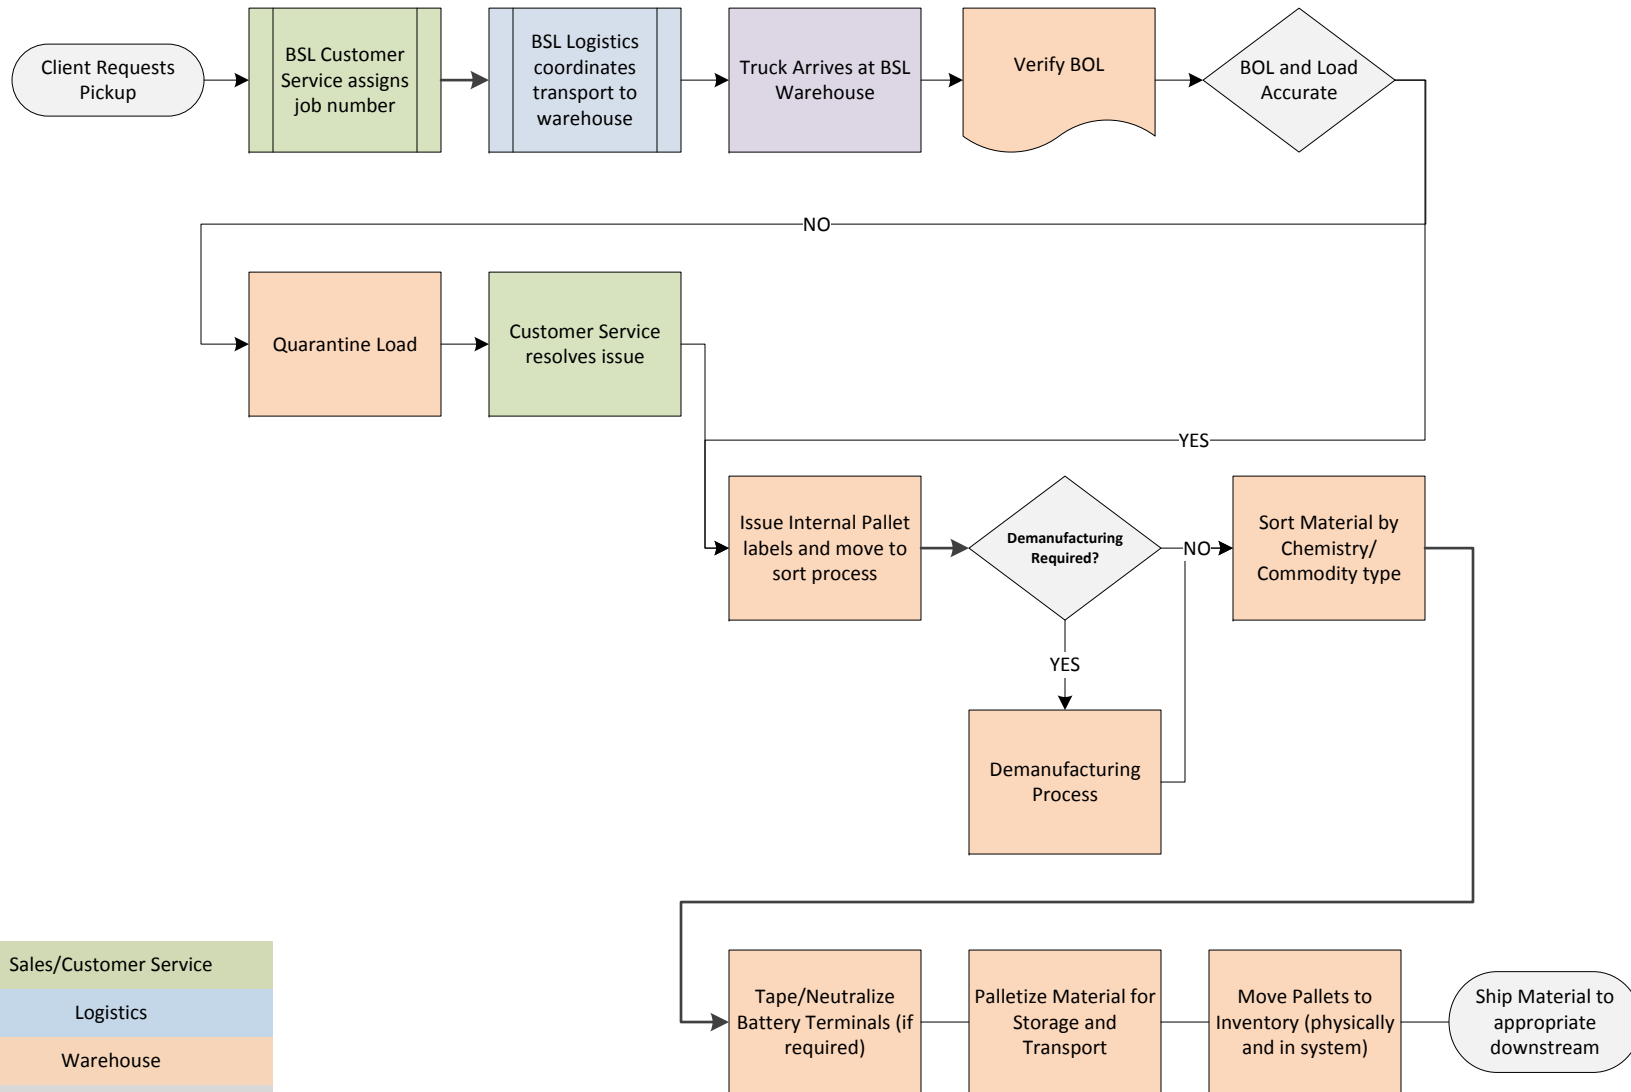 Client Requests
Pickup
BSL Customer
Service assigns
job number
BSL Logistics
coordinates
transport to
warehouse
Truck Arrives at BSL
Warehouse
Verify BOL
BOL and Load
Accurate
NO
Quarantine Load
Customer Service
resolves issue
YES
Issue Internal Pallet
labels and move to
sort process
Demanufacturing
Required?
NO
Sort Material by
Chemistry/
Commodity type
YES
Demanufacturing
Process
Sales/Customer Service
Logistics
Warehouse
Tape/Neutralize
Battery Terminals (if
required)
Palletize Material for
Storage and
Transport
Move Pallets to
Inventory (physically
and in system)
Ship Material to
appropriate
downstream